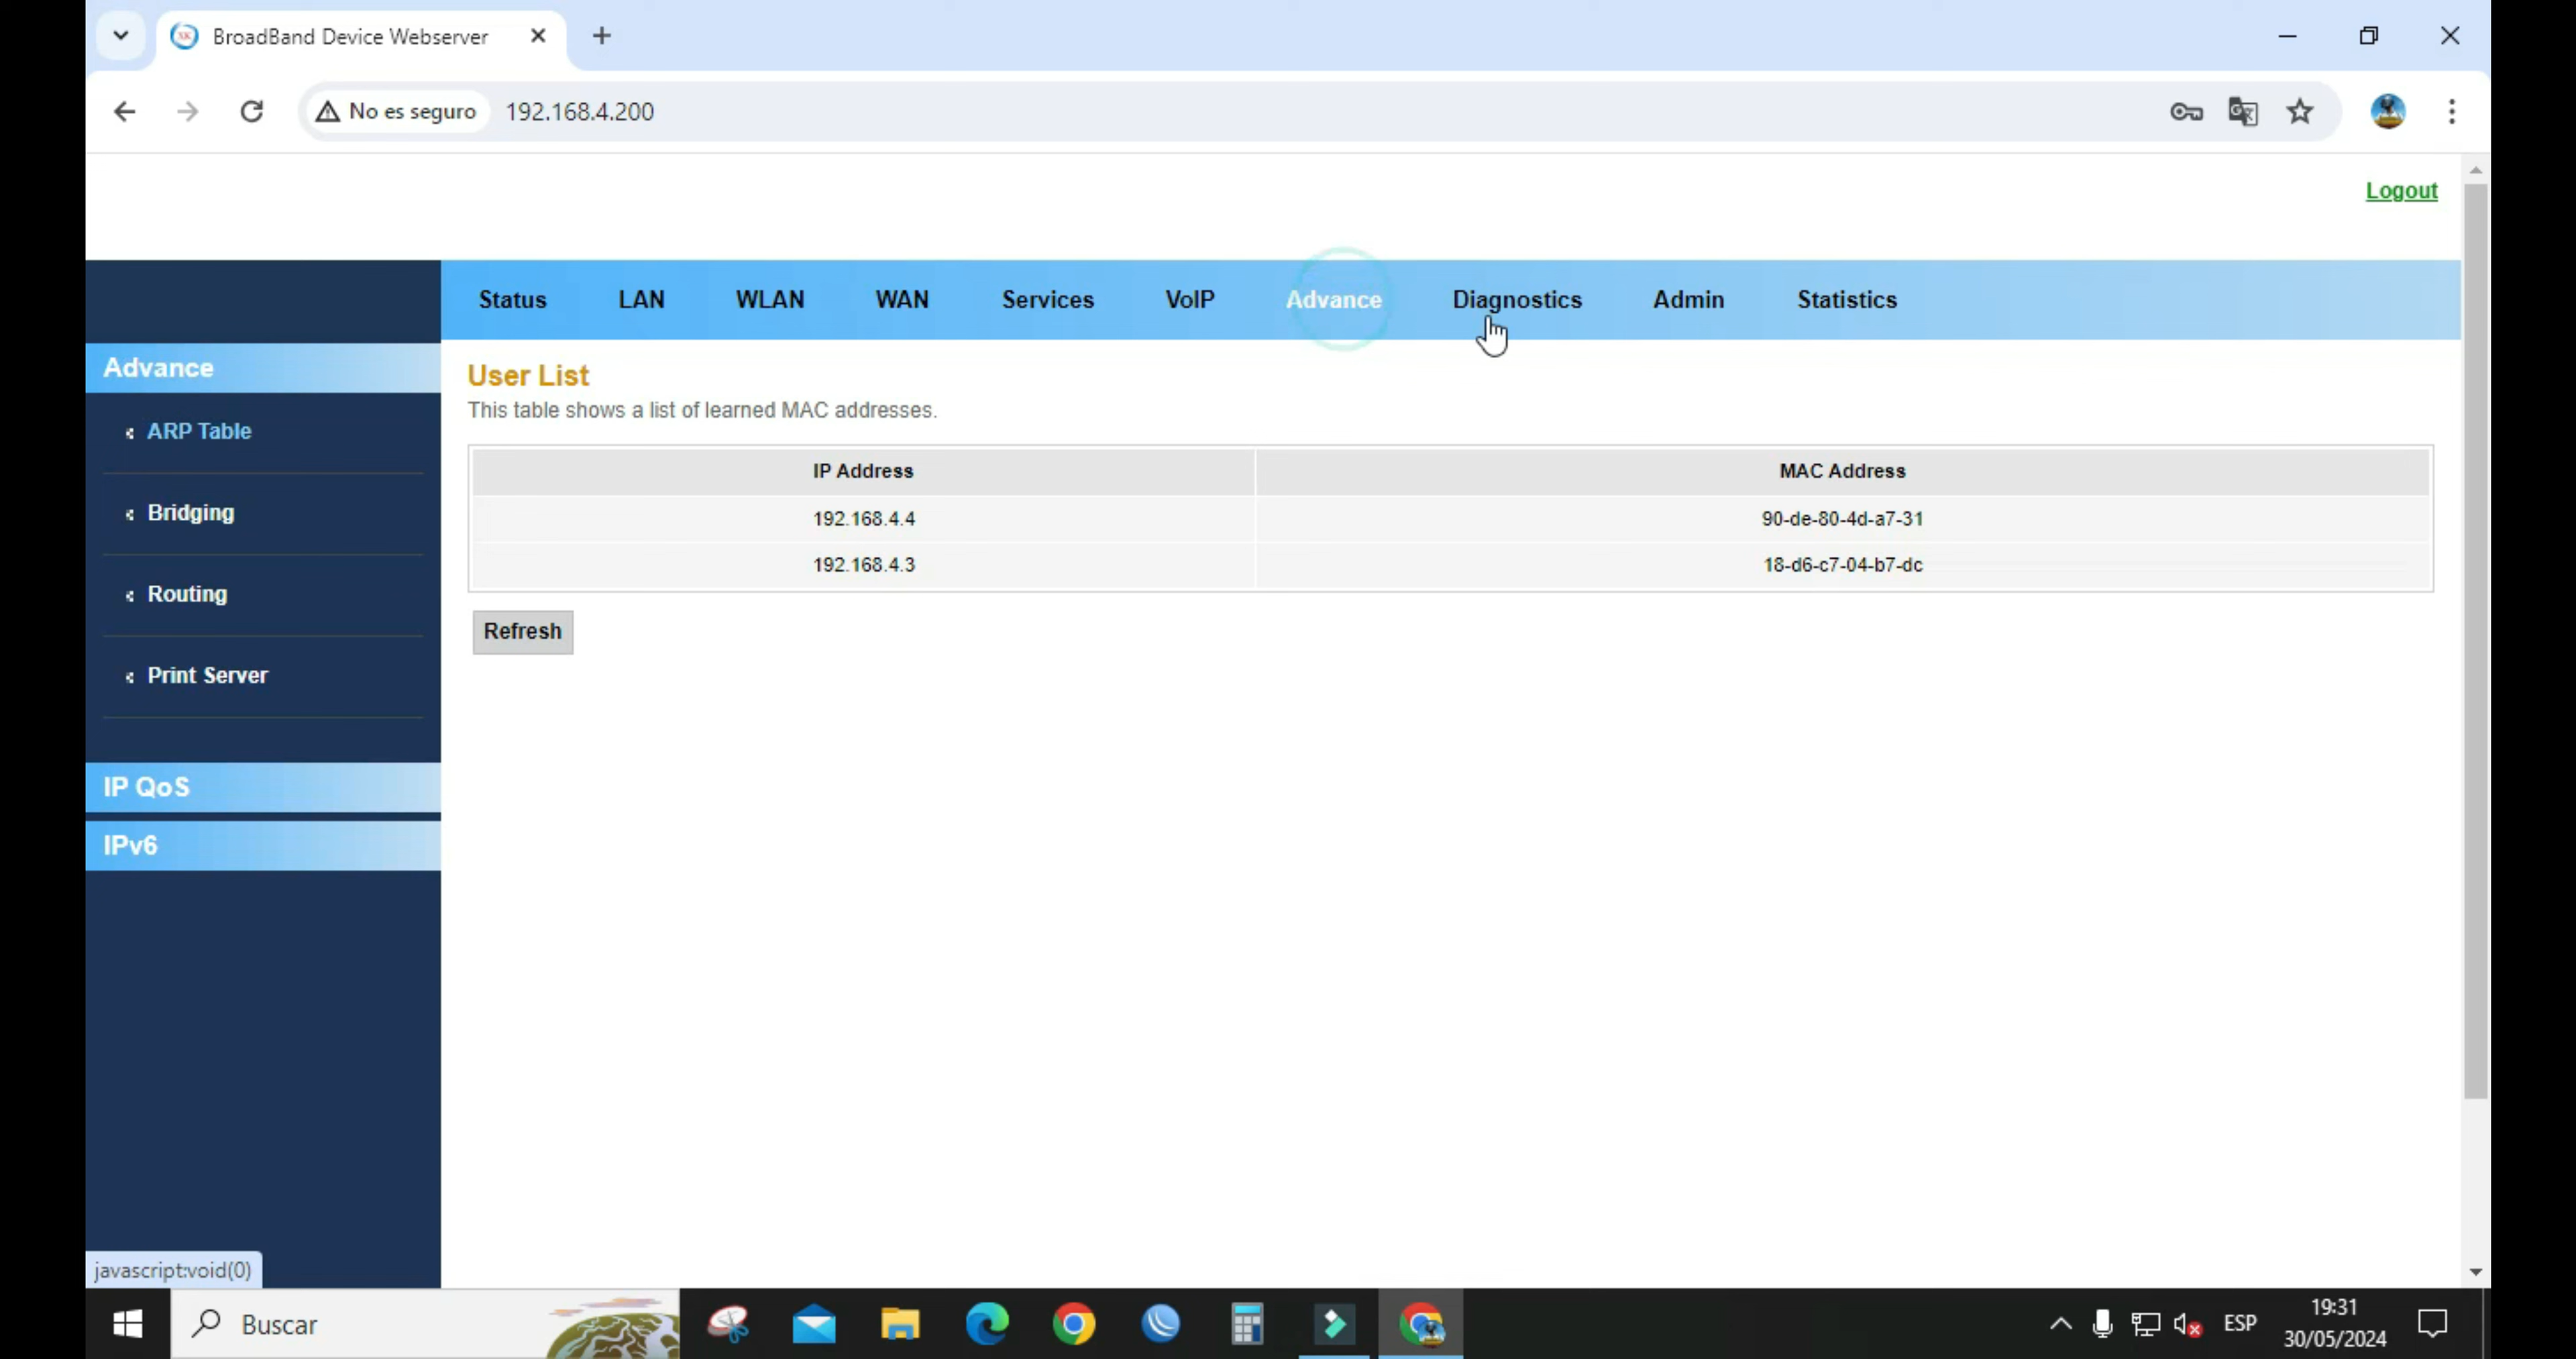 BroadBand Device Webserver
No es seguro 192.168.4.200
Logout
Status LAN WLAN WAN Services VoIP Advance Diagnostics Admin Statistics
Advance
ARP Table
Bridging
Routing
Print Server
IP QoS
IPv6
User List
This table shows a list of learned MAC addresses.
IP Address MAC Address
192.168.4.4 90-de-80-4d-a7-31
192.168.4.3 18-d6-c7-04-b7-dc
Refresh
javascript:void(0)
Buscar
ESP
19:31
30/05/2024